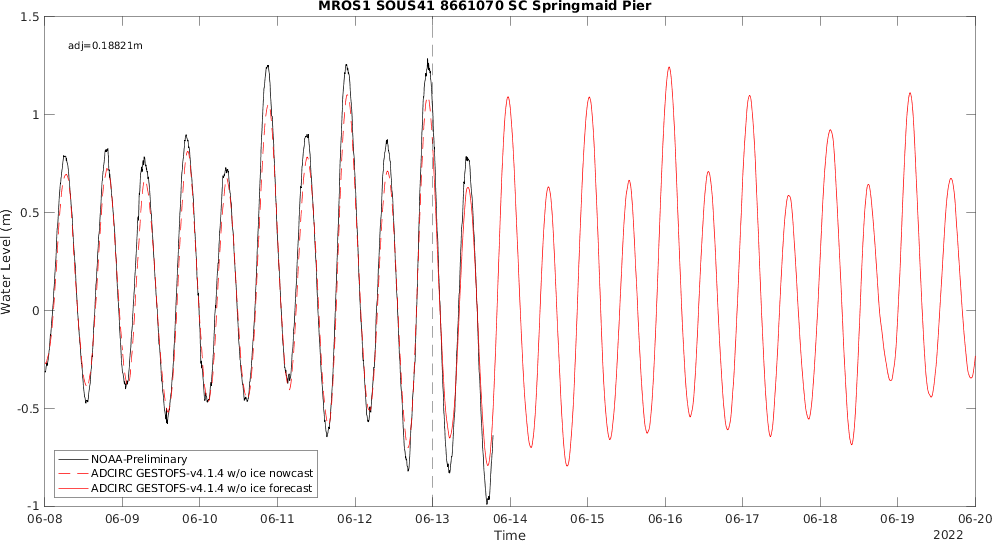 MROS1 SOUS41 8661070 SC Springmaid Pier
adj=0.18821m
Water Level (m)
1.5
1
0.5
0
-0.5
-1
NOAA-Preliminary
ADCIRC GESTOFS-v4.1.4 w/o ice nowcast
ADCIRC GESTOFS-v4.1.4 w/o ice forecast
06-08 06-09 06-10 06-11 06-12 06-13 06-14 06-15 06-16 06-17 06-18 06-19 06-20
Time
2022